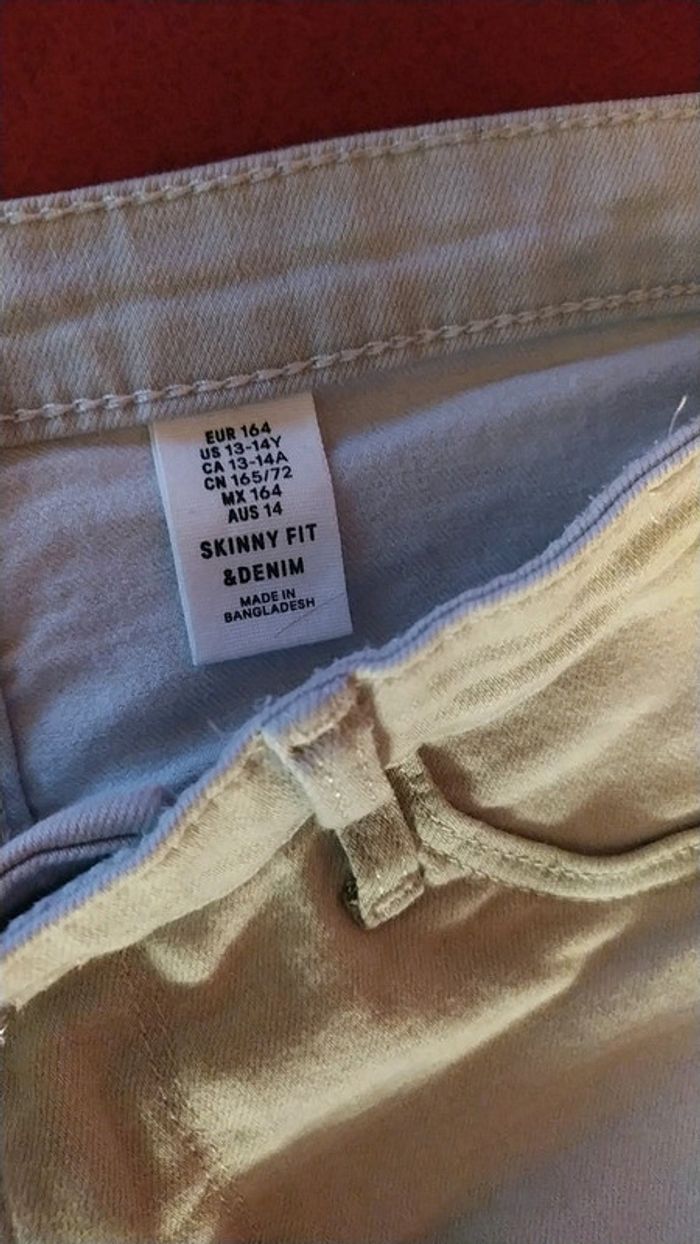 EUR 164
US 13-14Y
CA 13-14A
CN 165/72
MX 164
AUS 14
SKINNY FIT
&DENIM
MADE IN
BANGLADESH